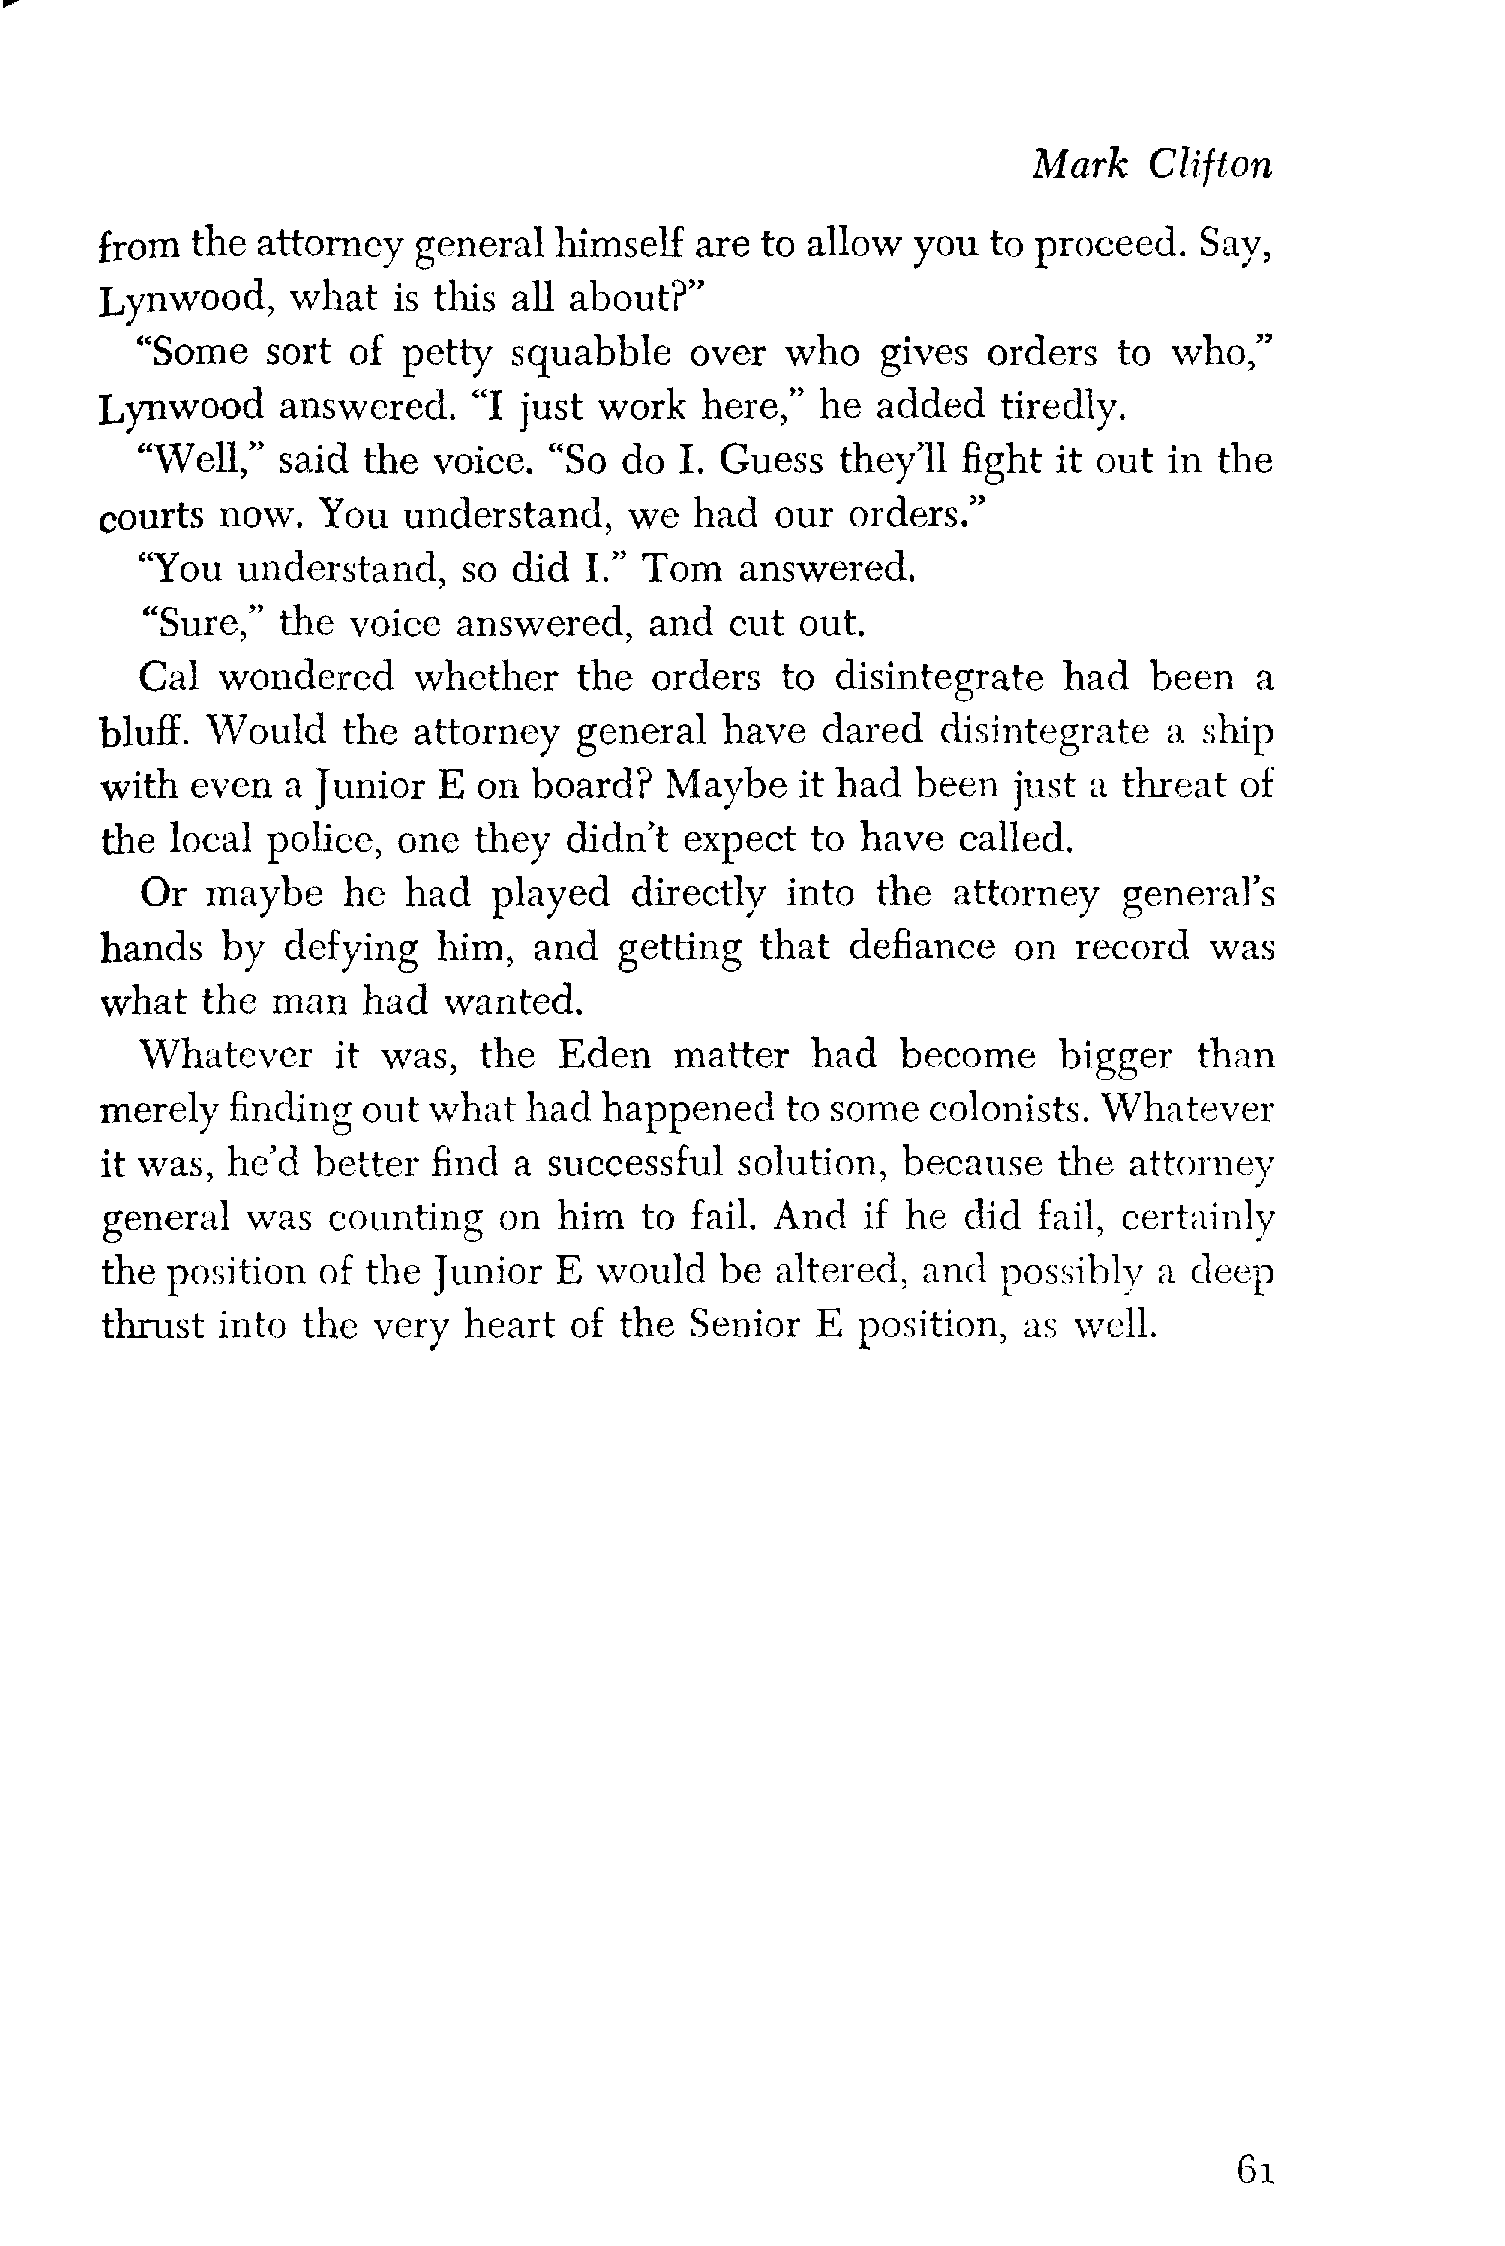 Mark Clifton
from the attorney general himself are to allow you to proceed. Say,
Lynwood, what is this all about?”
“Some sort of petty squabble over who gives orders to who,”
Lynwood answered. “I just work here,” he added tiredly.
“Well,” said the voice. “So do I. Guess they’ll fight it out in the
courts now. You understand, we had our orders.”
“You understand, so did I.” Tom answered.
“Sure,” the voice answered, and cut out.
Cal wondered whether the orders to disintegrate had been a
bluff. Would the attorney general have dared disintegrate a ship
with even a Junior E on board? Maybe it had been just a threat of
the local police, one they didn’t expect to have called.
Or maybe he had played directly into the attorney general’s
hands by defying him, and getting that defiance on record was
what the man had wanted.
Whatever it was, the Eden matter had become bigger than
merely finding out what had happened to some colonists. Whatever
it was, he’d better find a successful solution, because the attorney
general was counting on him to fail. And if he did fail, certainly
the position of the Junior E would be altered, and possibly a deep
thrust into the very heart of the Senior E position, as well.
61